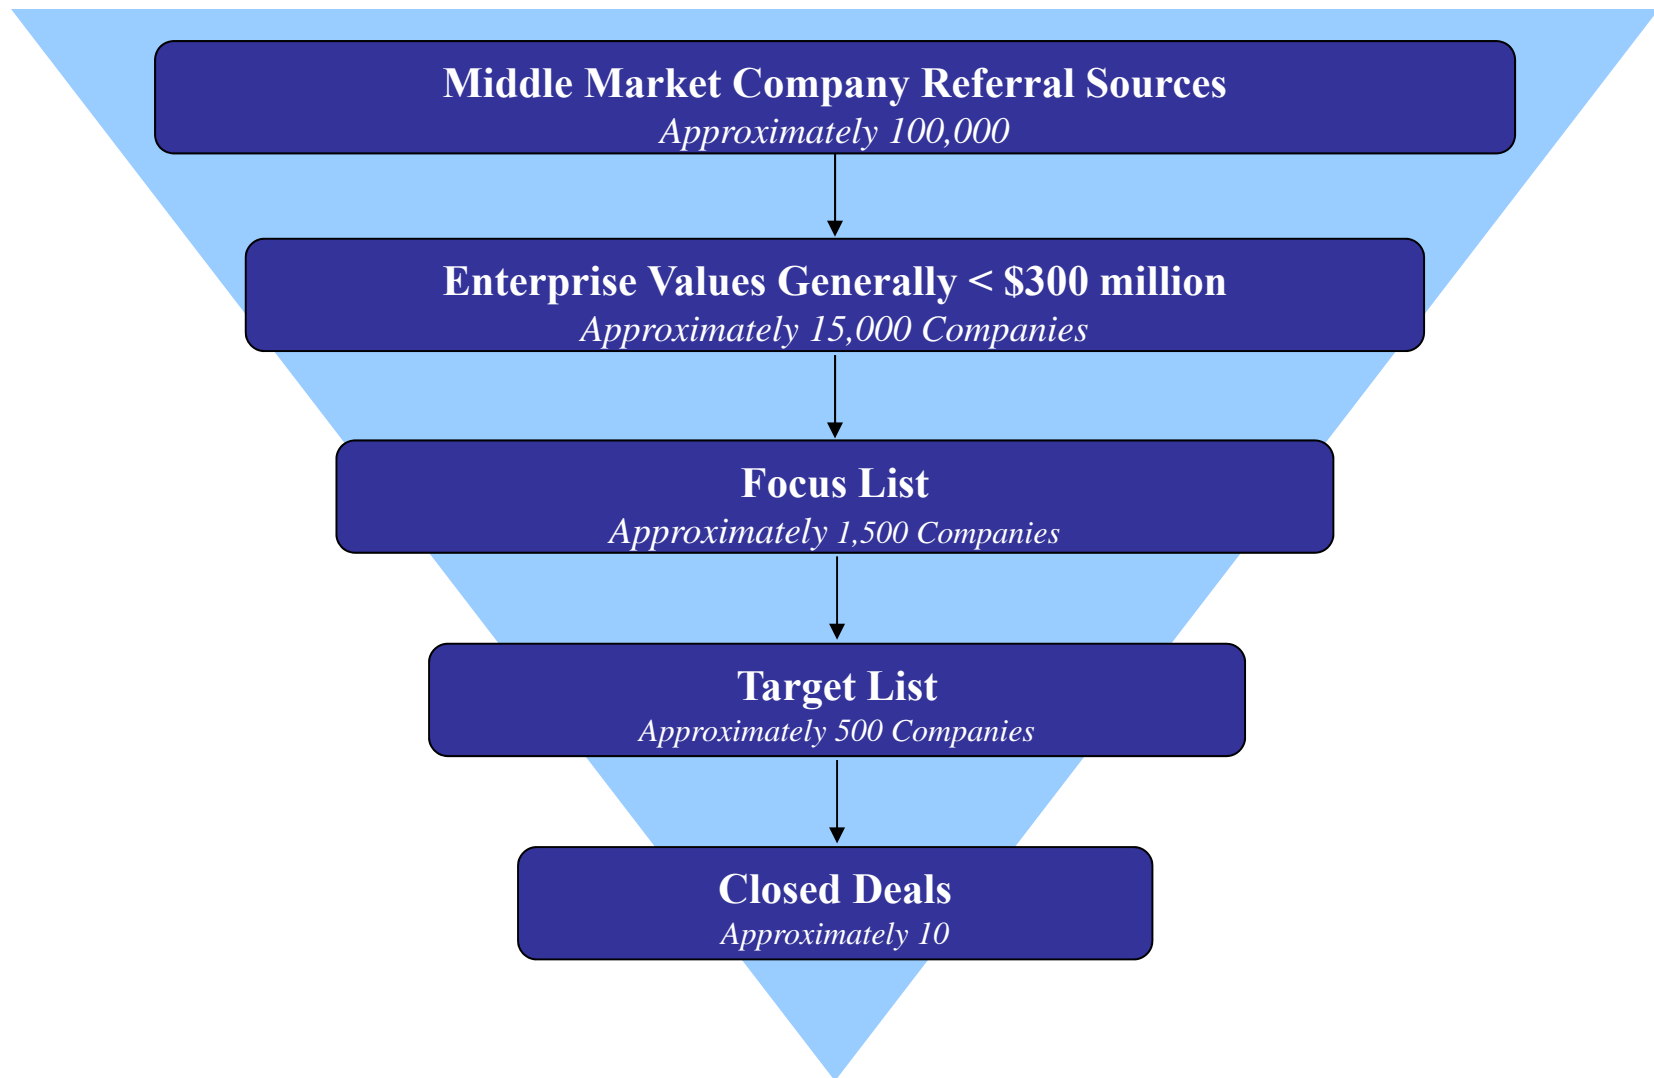 Middle Market Company Referral Sources
Approximately 100,000
Enterprise Values Generally < $300 million
Approximately 15,000 Companies
Focus List
Approximately 1,500 Companies
Target List
Approximately 500 Companies
Closed Deals
Approximately 10